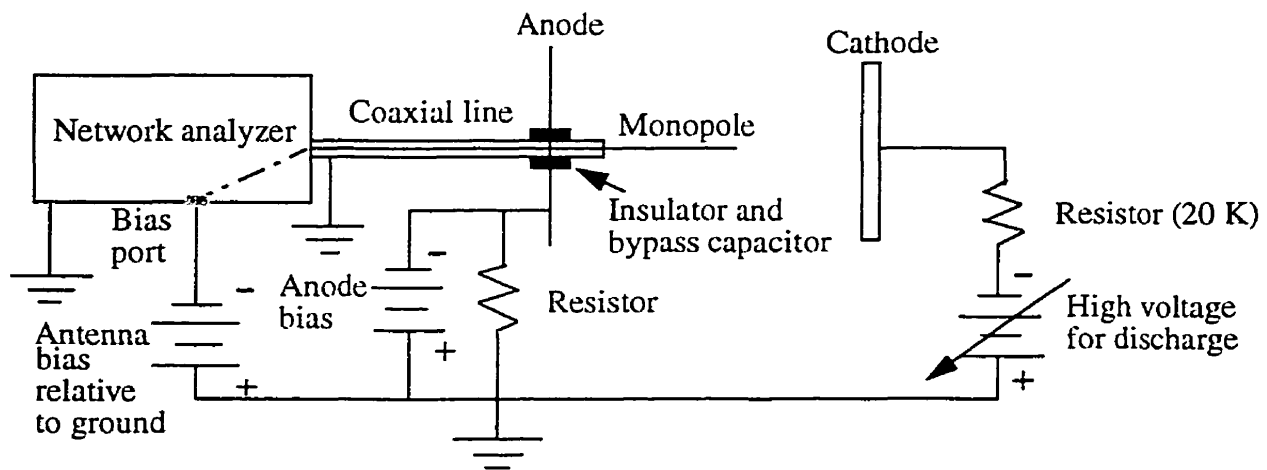 Anode
Cathode
Network analyzer
Coaxial line
Monopole
Bias
port
Insulator and
bypass capacitor
Resistor (20 K)
-
Anode
bias
-
Resistor
-
High voltage
for discharge
Antenna
bias
relative
to ground
+
+
+